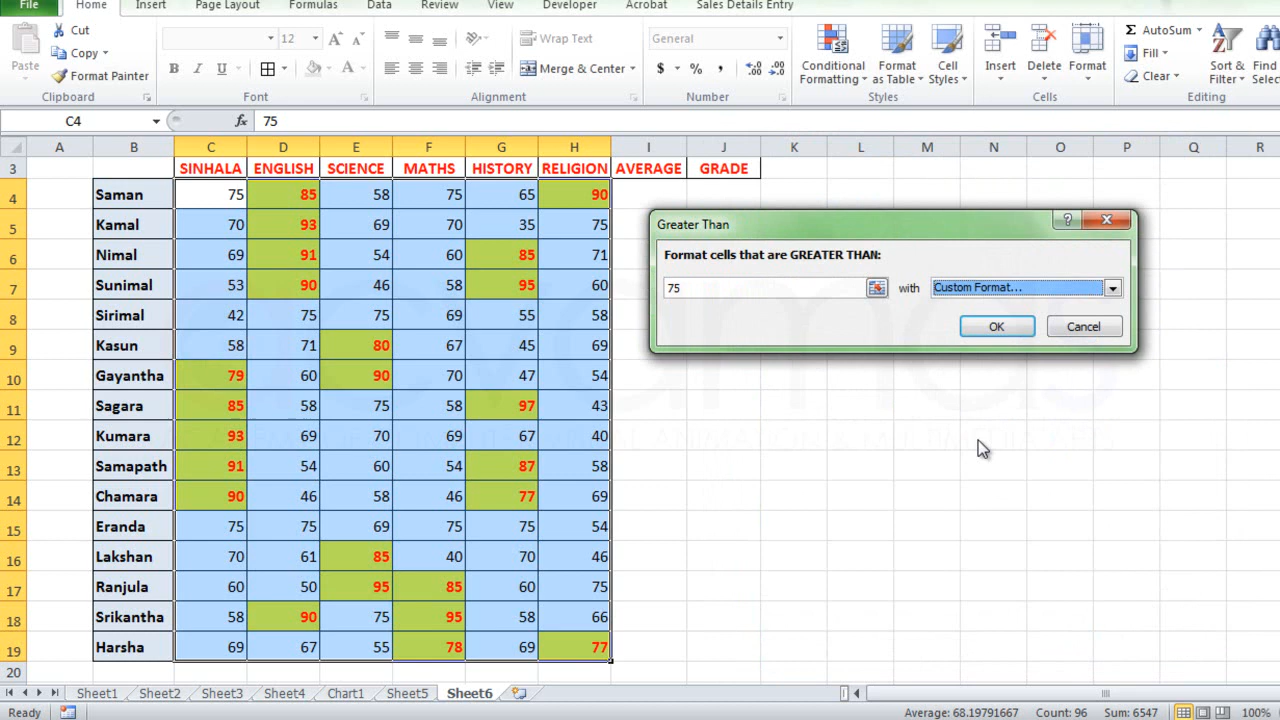 File Home Insert Page Layout Formulas Data Review View Developer Acrobat Sales Details Entry
Cut 12 Wrap Text General AutoSum
Copy Fill
Paste Format Painter B I U Merge & Center $ % , Conditional Formatting Format as Table Cell Styles Insert Delete Format Clear Sort & Filter Find Selec
Clipboard Font Alignment Number Styles Cells Editing
C4 fx 75
A B C D E F G H I J K L M N O P Q R
3 SINHALA ENGLISH SCIENCE MATHS HISTORY RELIGION AVERAGE GRADE
4 Saman 75 85 58 75 65 90
5 Kamal 70 93 69 70 35 75
6 Nimal 69 91 54 60 85 71
7 Sunimal 53 90 46 58 95 60
8 Sirimal 42 75 75 69 55 58
9 Kasun 58 71 80 67 45 69
10 Gayantha 79 60 90 70 47 54
11 Sagara 85 58 75 58 97 43
12 Kumara 93 69 70 69 67 40
13 Samapath 91 54 60 54 87 58
14 Chamara 90 46 58 46 77 69
15 Eranda 75 75 69 75 75 54
16 Lakshan 70 61 85 40 70 46
17 Ranjula 60 50 95 85 60 75
18 Srikantha 58 90 75 95 58 66
19 Harsha 69 67 55 78 69 77
20
Greater Than
Format cells that are GREATER THAN:
75 with Custom Format...
OK Cancel
Sheet1 Sheet2 Sheet3 Sheet4 Chart1 Sheet5 Sheet6
Ready Average: 68.19791667 Count: 96 Sum: 6547 100%